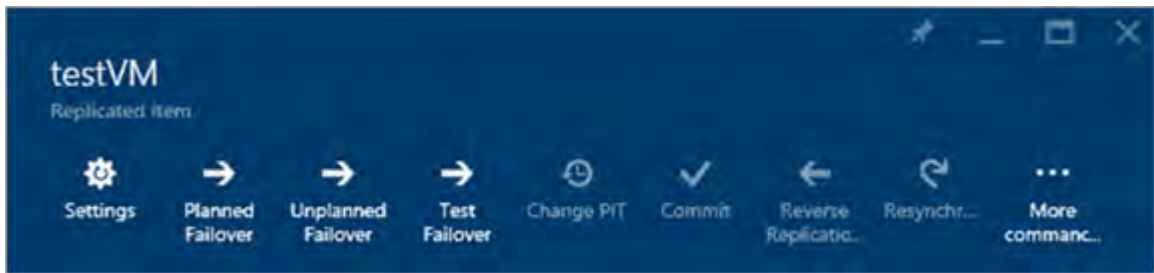 testVM
Replicated item
Settings
Planned
Failover
Unplanned
Failover
Test
Failover
Change PIT
Commit
Reverse
Replicatio...
Resynchr...
More
commanc...